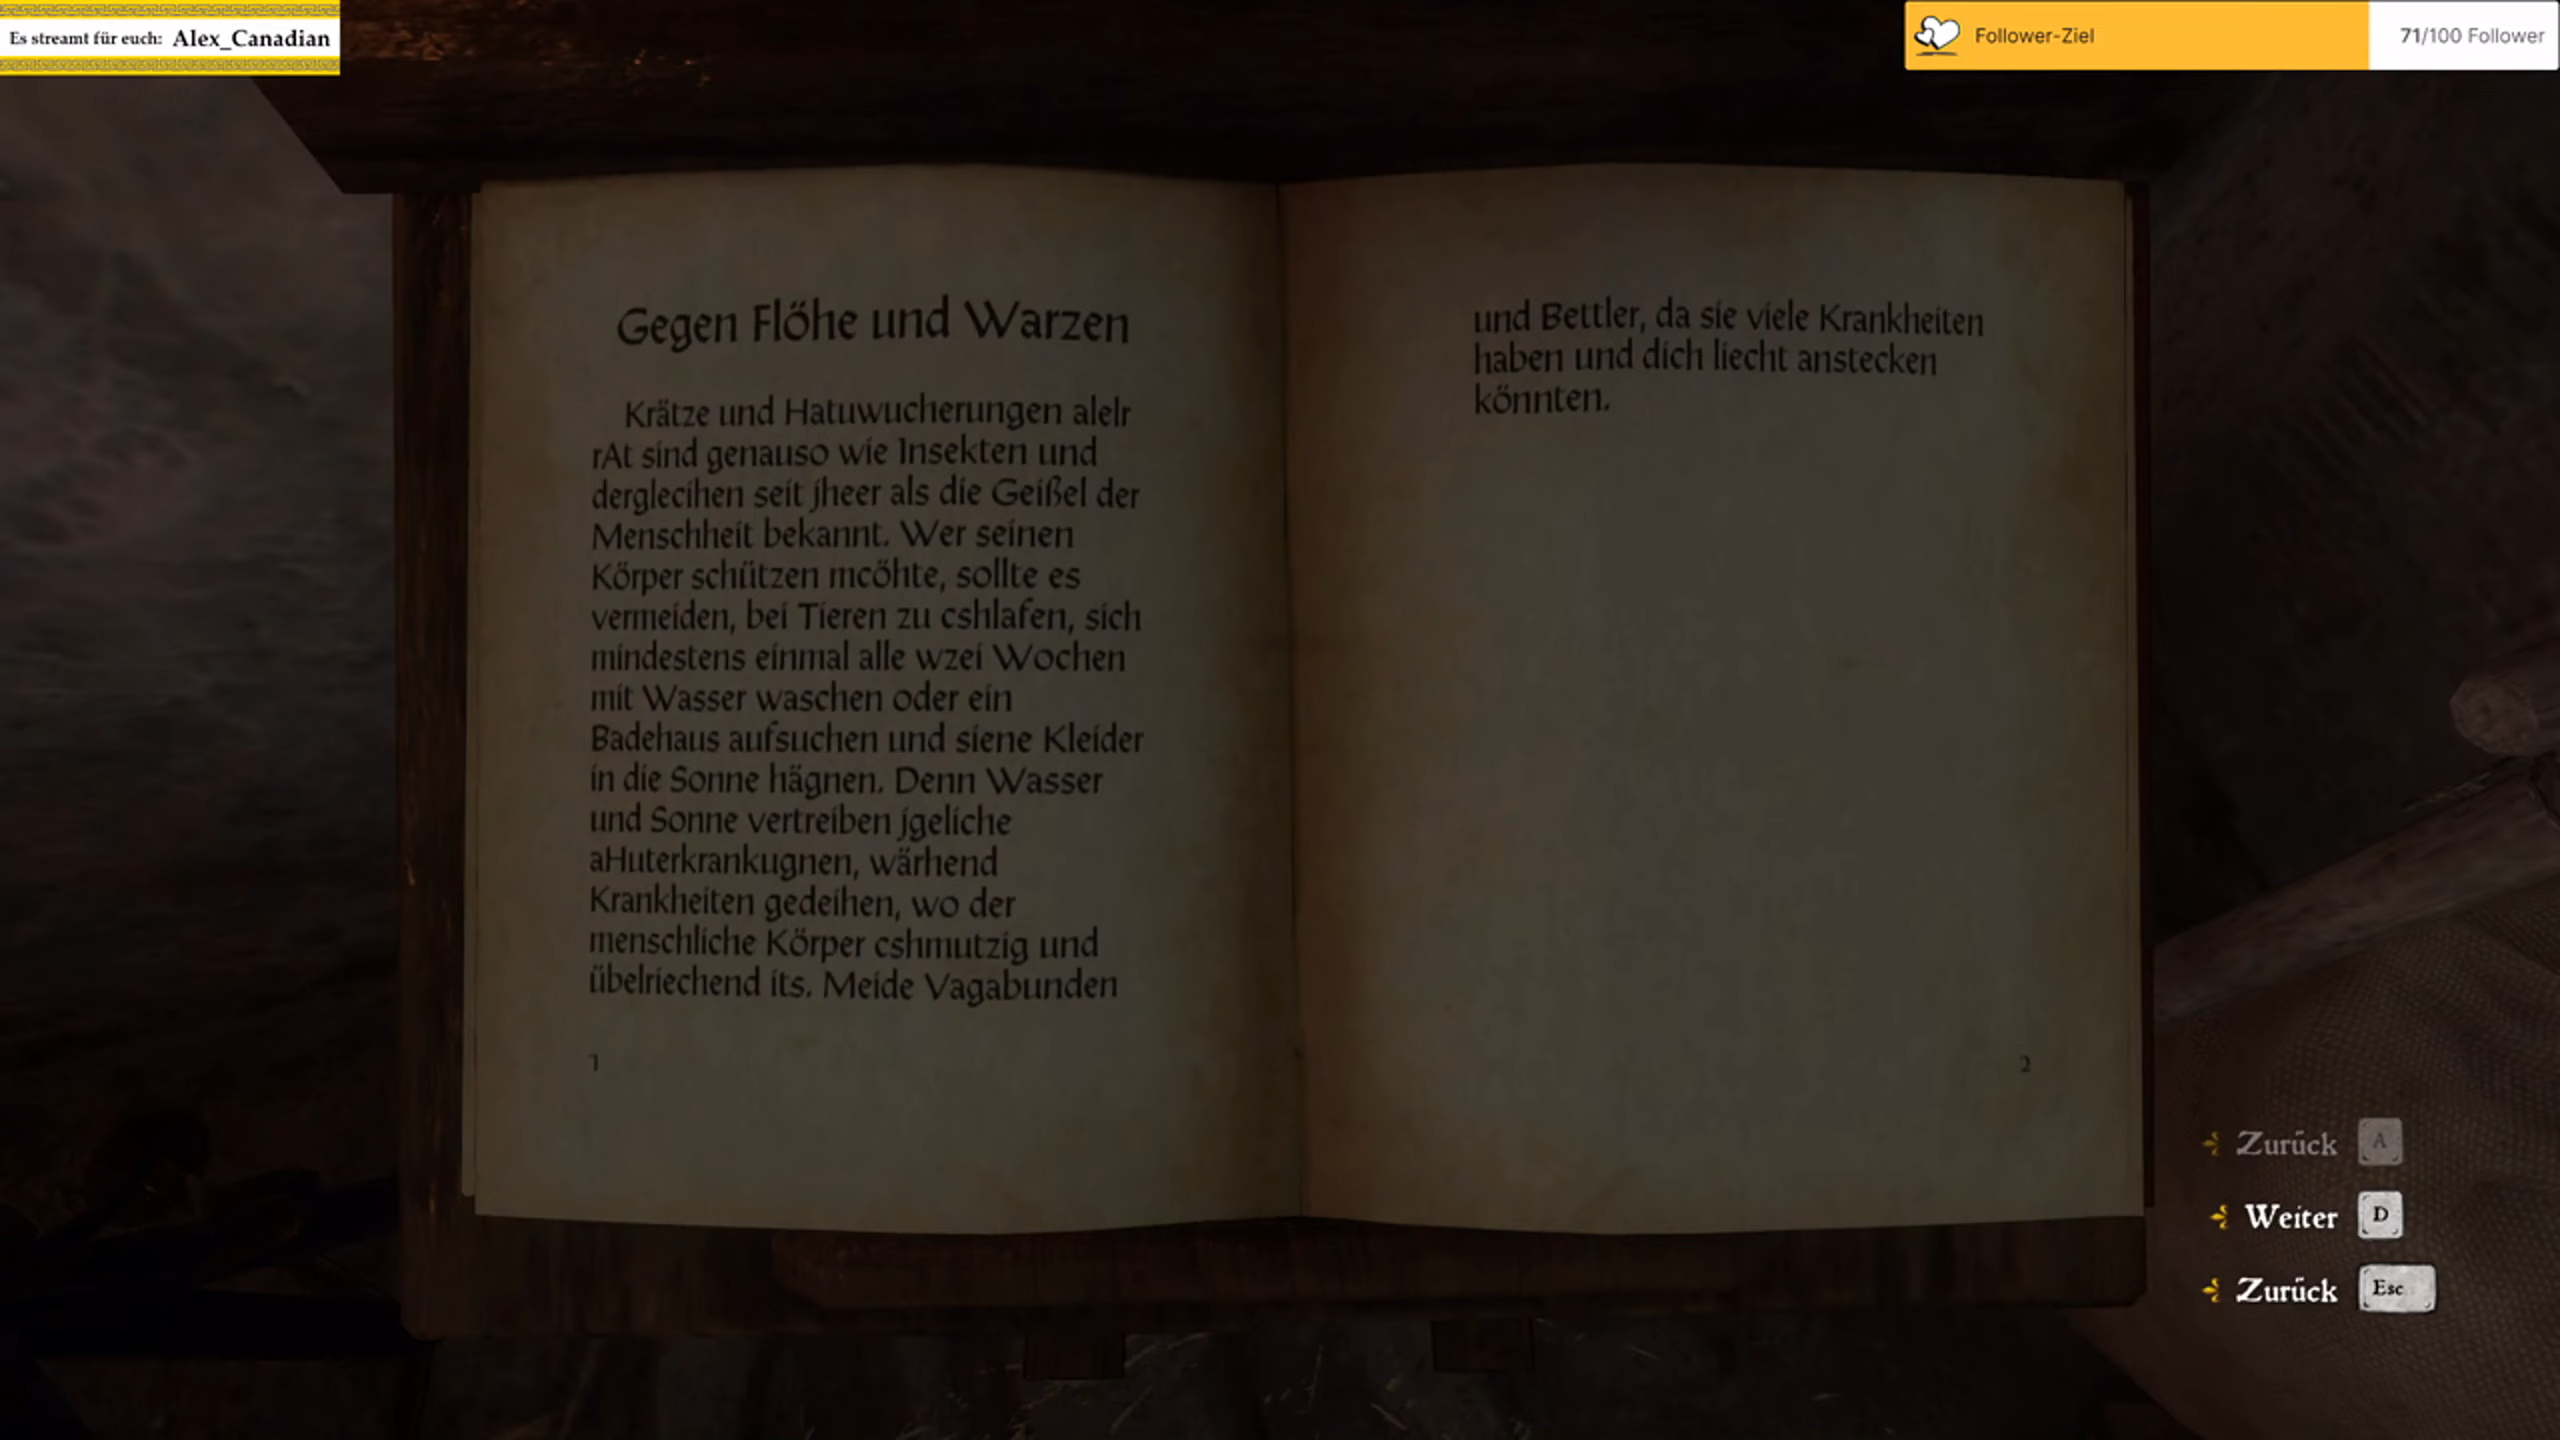 Es streamt für euch: Alex_Canadian
Follower-Ziel
71/100 Follower
Gegen Flöhe und Warzen
Krätze und Hatuwucherungen alelr
rAt sind genauso wie Insekten und
derglecihen seit jheer als die Geißel der
Menschheit bekannt. Wer seinen
Körper schützen mcöhte, sollte es
vermeiden, bei Tieren zu cshlafen, sich
mindestens einmal alle wzei Wochen
mit Wasser waschen oder ein
Badehaus aufsuchen und siene Kleider
in die Sonne hägnen. Denn Wasser
und Sonne vertreiben jgeliche
aHuterkrankugnen, wärhend
Krankheiten gedeihen, wo der
menschliche Körper cshmutzig und
übelriechend its. Meide Vagabunden
1
und Bettler, da sie viele Krankheiten
haben und dich liecht anstecken
könnten.
2
Zurück A
Weiter D
Zurück Esc